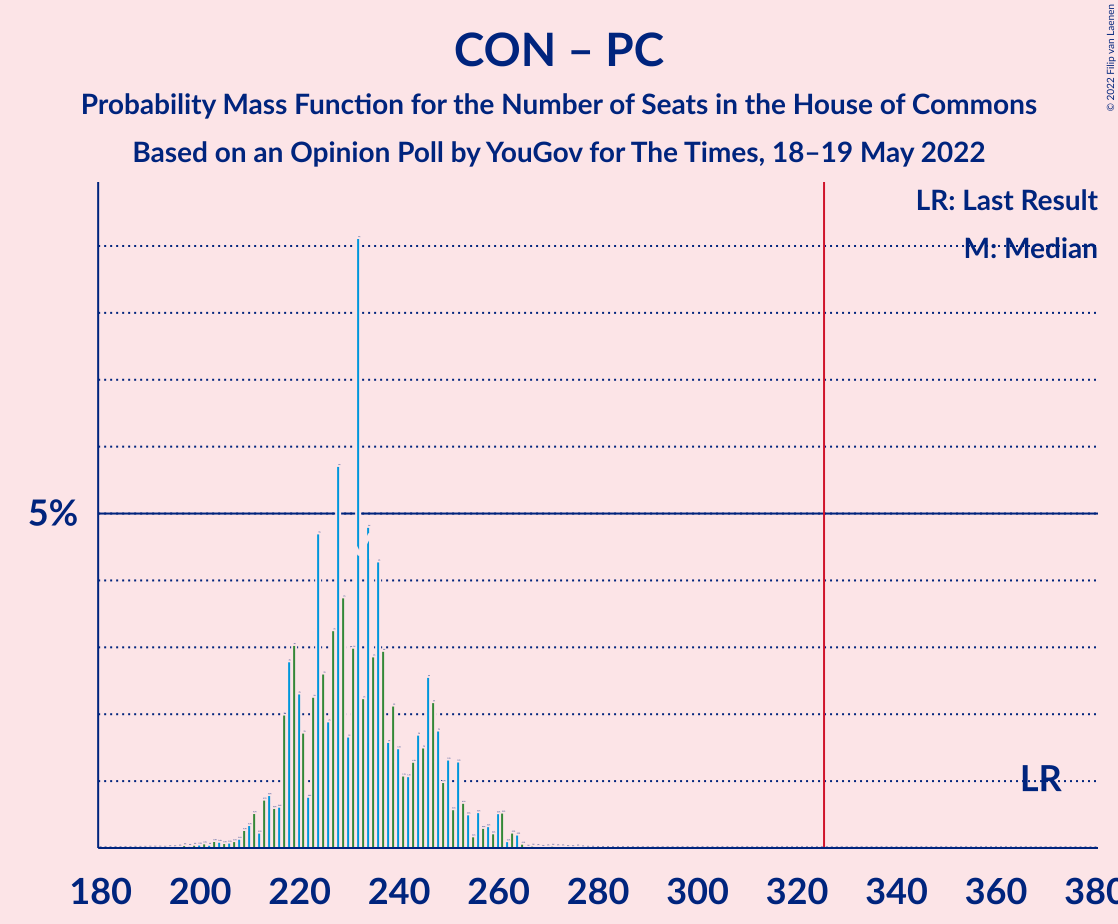 CON – PC
Probability Mass Function for the Number of Seats in the House of Commons
Based on an Opinion Poll by YouGov for The Times, 18–19 May 2022
© 2022 Filip van Laenen
LR: Last Result
M: Median
5%
LR
180 200 220 240 260 280 300 320 340 360 380